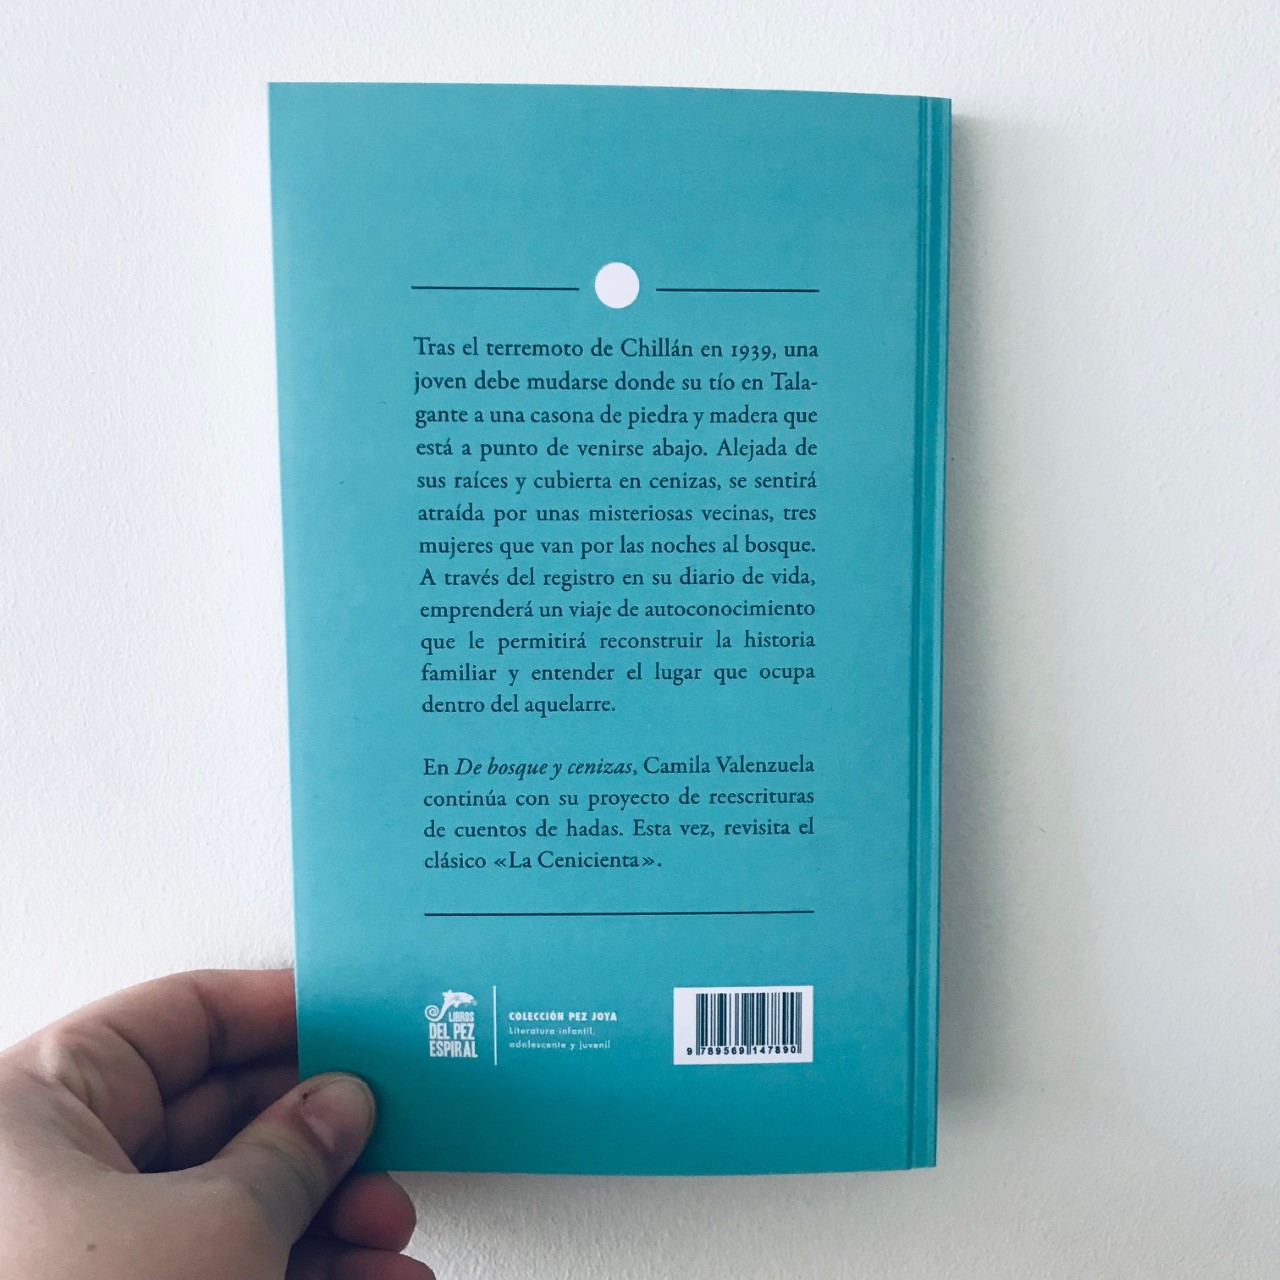 Tras el terremoto de Chillán en 1939, una
joven debe mudarse donde su tío en Tala-
gante a una casona de piedra y madera que
está a punto de venirse abajo. Alejada de
sus raíces y cubierta en cenizas, se sentirá
atraída por unas misteriosas vecinas, tres
mujeres que van por las noches al bosque.
A través del registro en su diario de vida,
emprenderá un viaje de autoconocimiento
que le permitirá reconstruir la historia
familiar y entender el lugar que ocupa
dentro del aquelarre.
En De bosque y cenizas, Camila Valenzuela
continúa con su proyecto de reescrituras
de cuentos de hadas. Esta vez, revisita el
clásico «La Cenicienta».
LIBROS
DEL PEZ
ESPIRAL
COLECCIÓN PEZ JOYA
Literatura infantil,
adolescente y juvenil
9 789569 147890